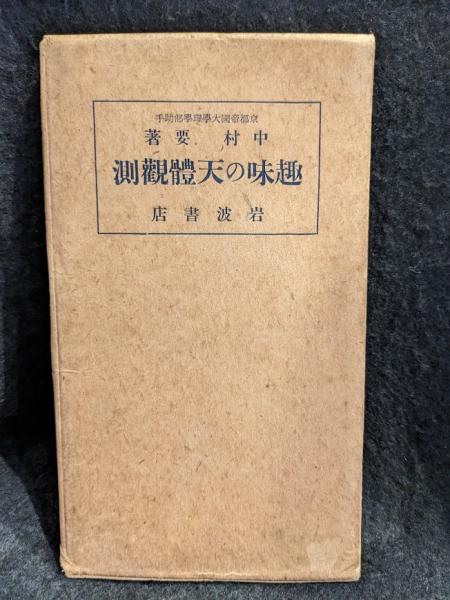 京都帝國大學理學部助手
中村要著
趣味の天體觀測
岩波書店